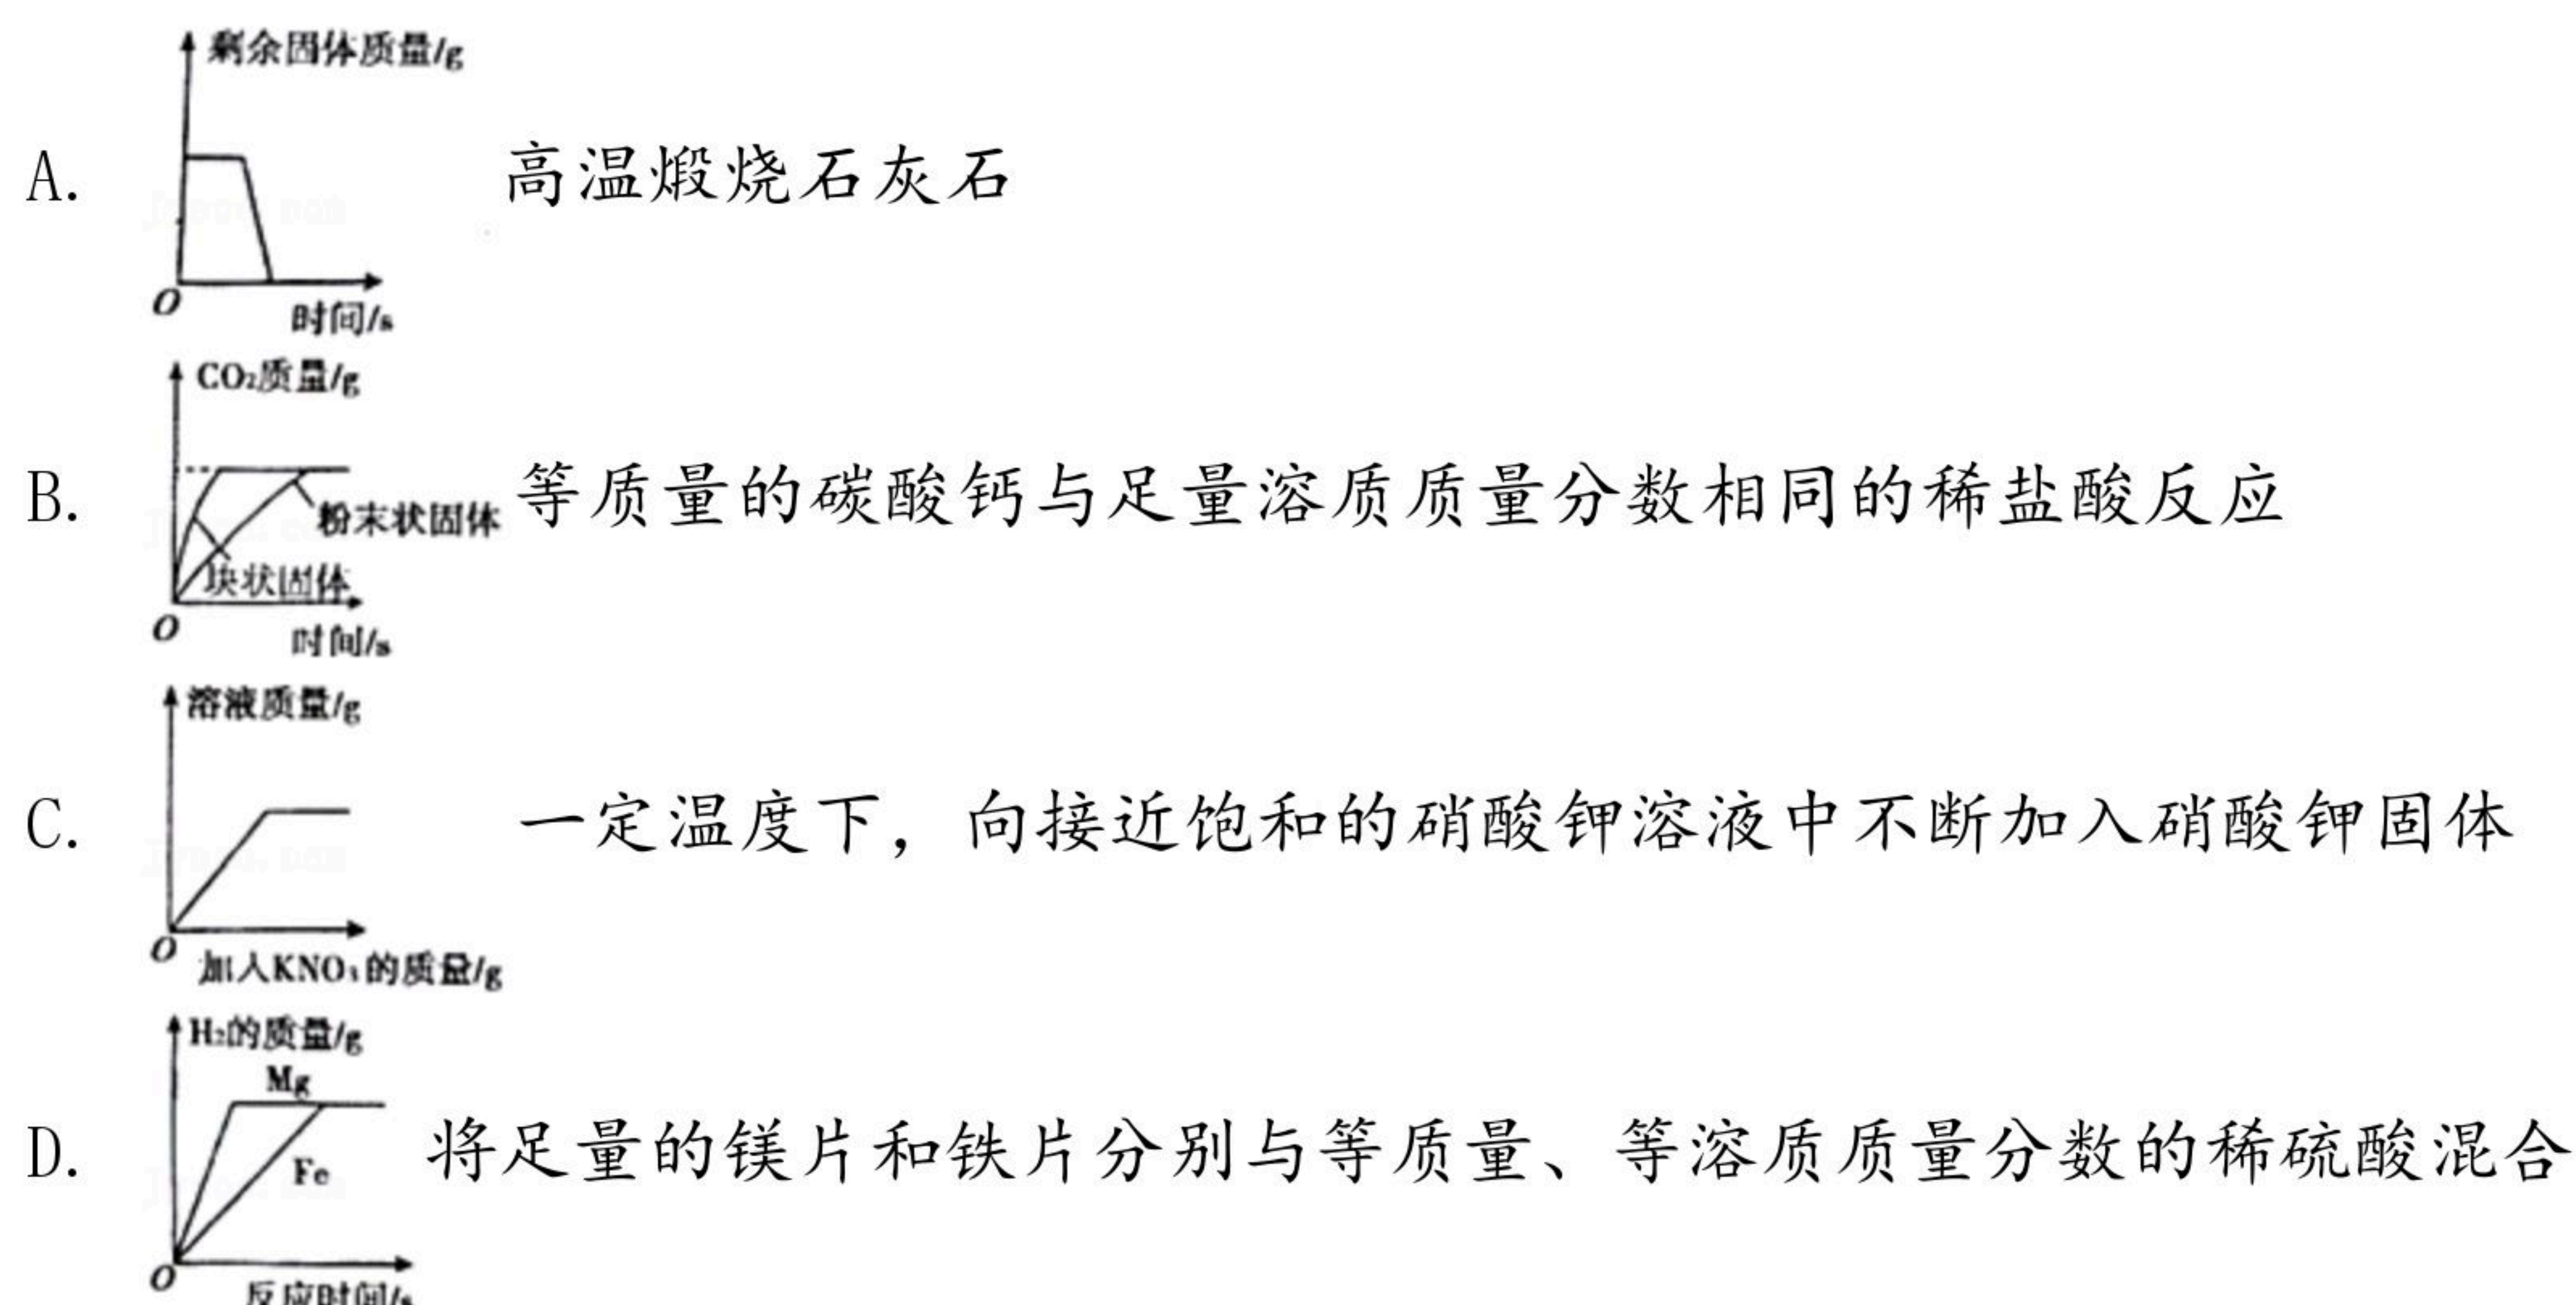 剩余固体质量/g
A. 高温煅烧石灰石
O
时间/s
CO₂质量/g
B. 等质量的碳酸钙与足量溶质质量分数相同的稀盐酸反应
粉末状固体
块状固体
O
时间/s
溶液质量/g
C. 一定温度下，向接近饱和的硝酸钾溶液中不断加入硝酸钾固体
O
加入KNO₃的质量/g
H₂的质量/g
Mg
D. 将足量的镁片和铁片分别与等质量、等溶质质量分数的稀硫酸混合
Fe
O
反应时间/s